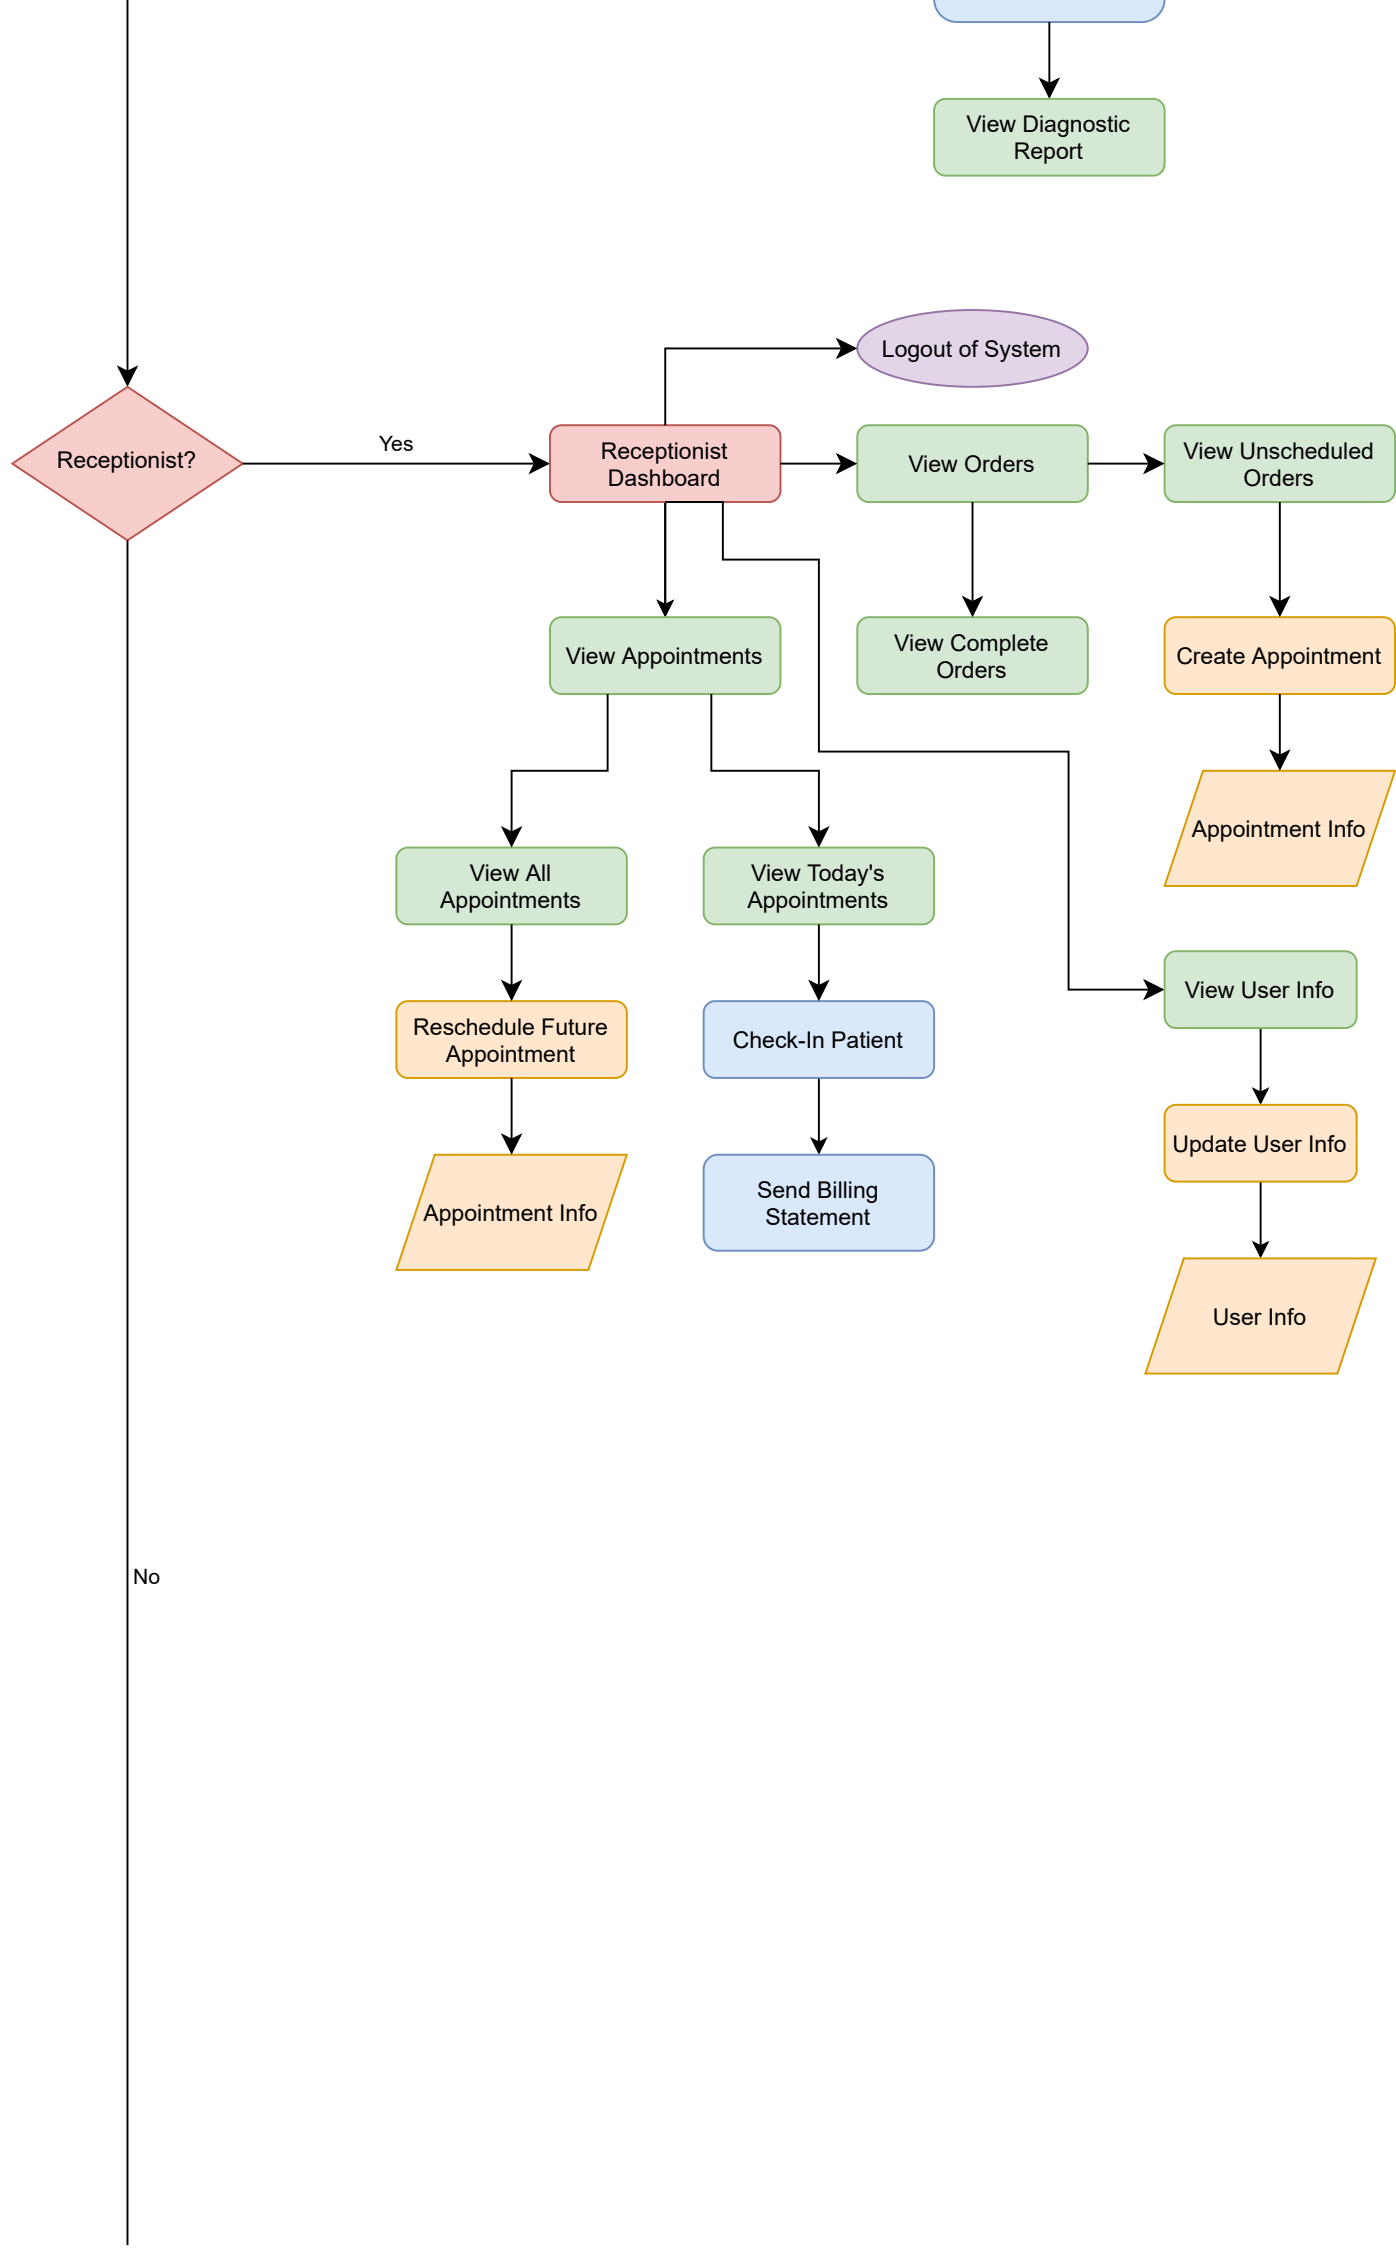 View Diagnostic
Report
Logout of System
Receptionist?
Yes
Receptionist
Dashboard
View Orders
View Unscheduled
Orders
View Appointments
View Complete
Orders
Create Appointment
Appointment Info
View All
Appointments
View Today's
Appointments
View User Info
Reschedule Future
Appointment
Check-In Patient
Update User Info
Appointment Info
Send Billing
Statement
User Info
No